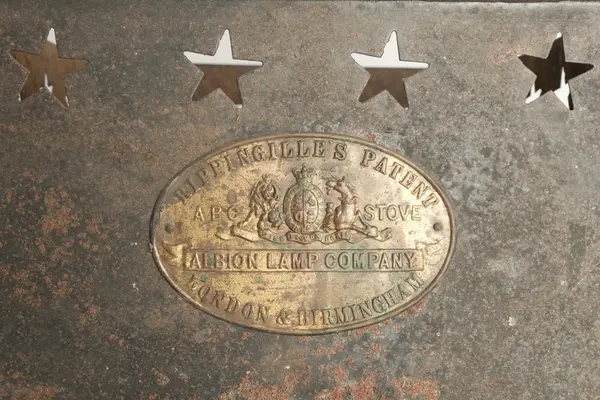 RIPPINGILLE'S PATENT
ABC STOVE
ALBION LAMP COMPANY
LONDON & BIRMINGHAM